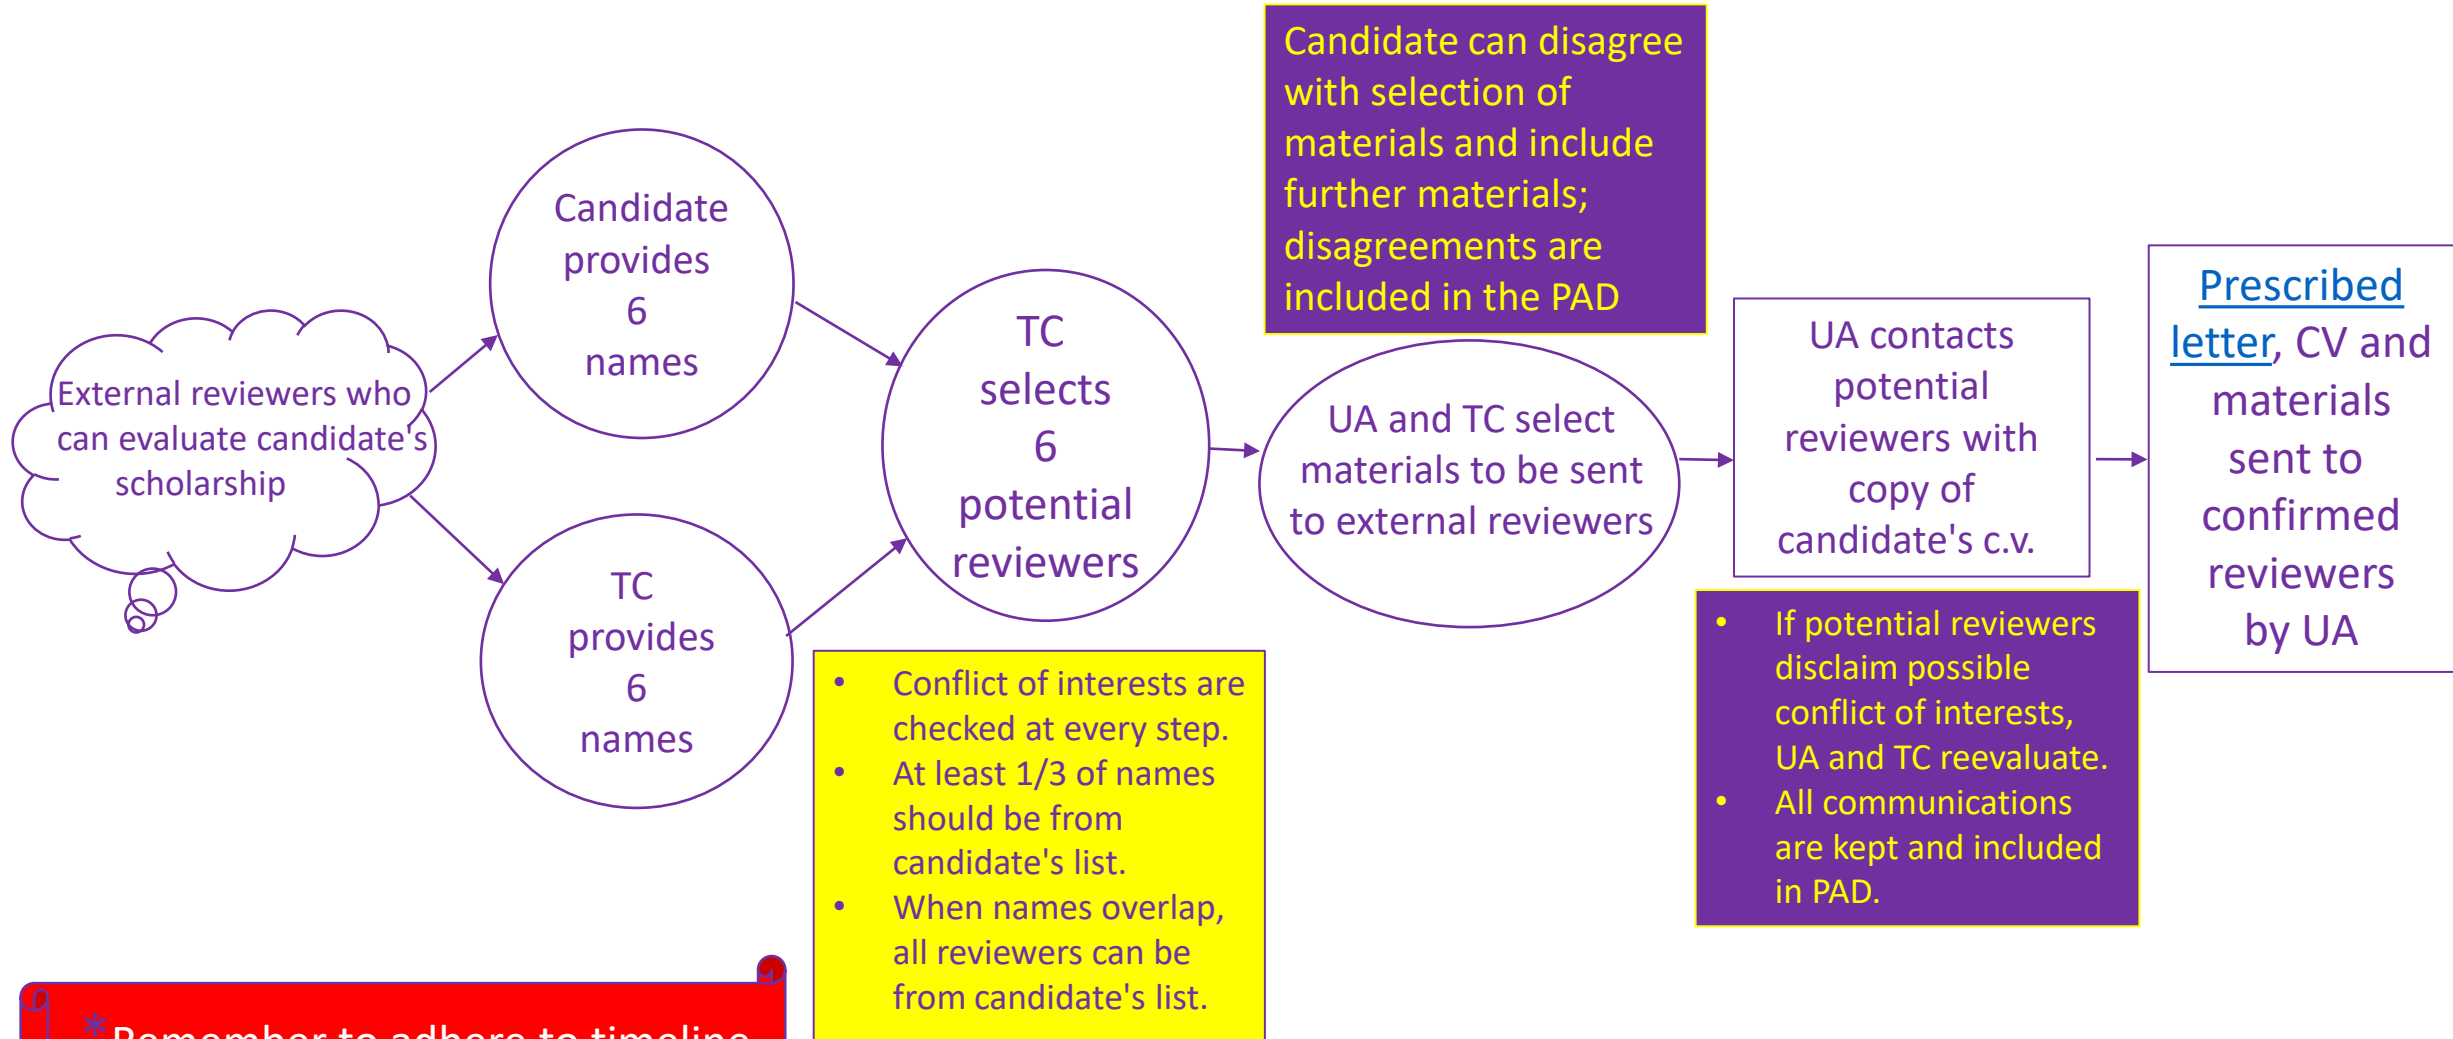 External reviewers who
can evaluate candidate's
scholarship
Candidate
provides
6
names
TC
provides
6
names
TC
selects
6
potential
reviewers
Candidate can disagree
with selection of
materials and include
further materials;
disagreements are
included in the PAD
UA and TC select
materials to be sent
to external reviewers
UA contacts
potential
reviewers with
copy of
candidate's c.v.
Prescribed
letter, CV and
materials
sent to
confirmed
reviewers
by UA
• Conflict of interests are
checked at every step.
• At least 1/3 of names
should be from
candidate's list.
• When names overlap,
all reviewers can be
from candidate's list.
• If potential reviewers
disclaim possible
conflict of interests,
UA and TC reevaluate.
• All communications
are kept and included
in PAD.
*Remember to adhere to timeline